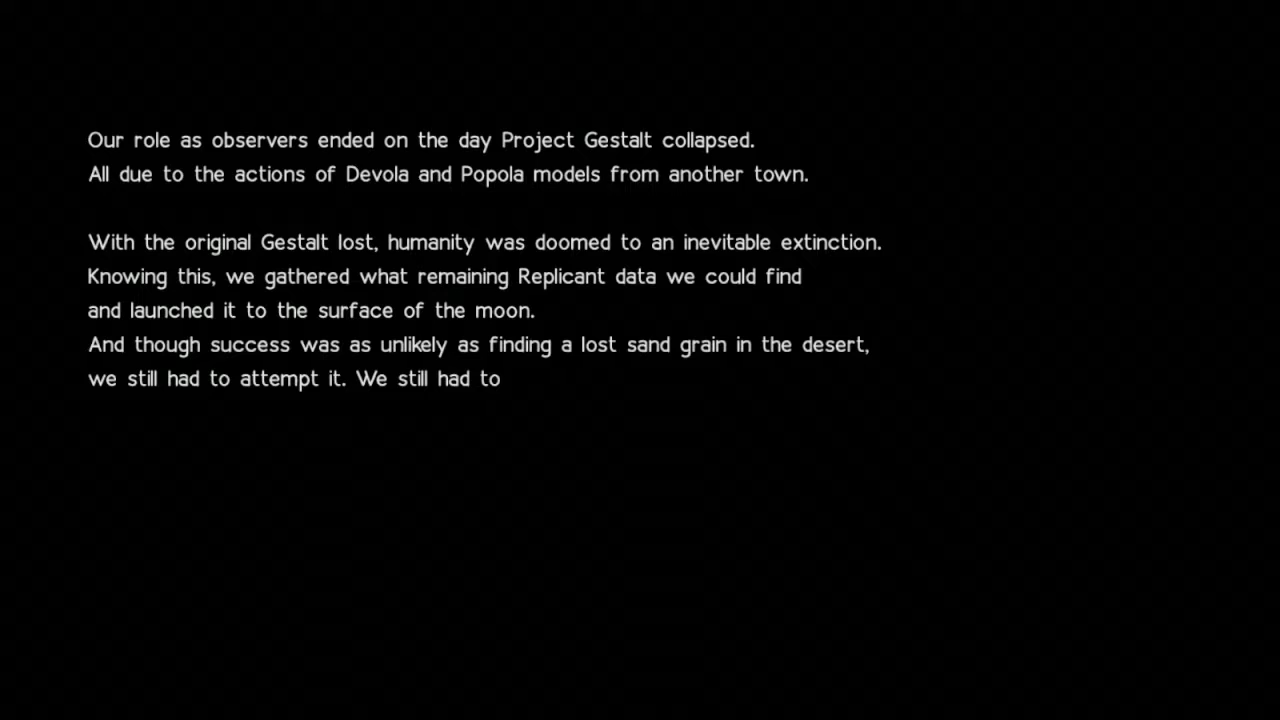 Our role as observers ended on the day Project Gestalt collapsed.
All due to the actions of Devola and Popola models from another town.
With the original Gestalt lost, humanity was doomed to an inevitable extinction.
Knowing this, we gathered what remaining Replicant data we could find
and launched it to the surface of the moon.
And though success was as unlikely as finding a lost sand grain in the desert,
we still had to attempt it. We still had to